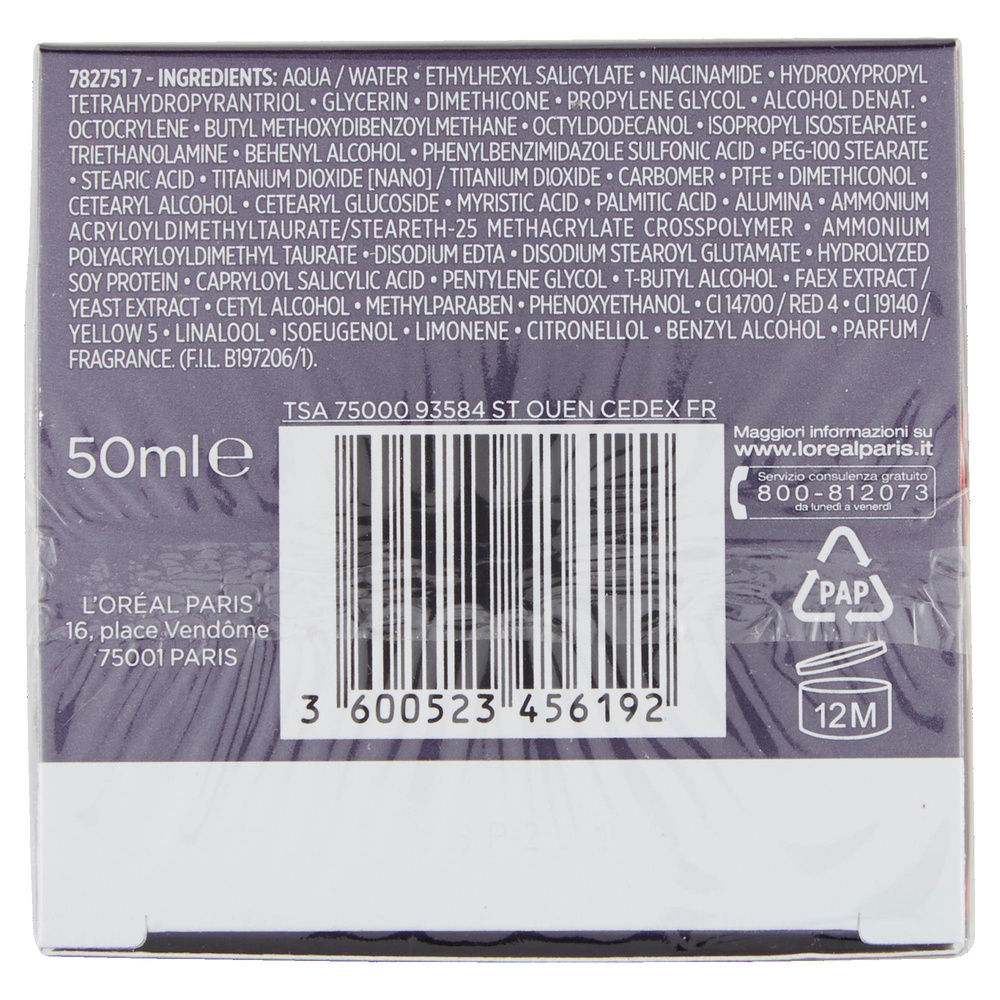 782751 7 - INGREDIENTS: AQUA / WATER • ETHYLHEXYL SALICYLATE • NIACINAMIDE • HYDROXYPROPYL
TETRAHYDROPYRANTRIOL • GLYCERIN • DIMETHICONE • PROPYLENE GLYCOL • ALCOHOL DENAT. •
OCTOCRYLENE • BUTYL METHOXYDIBENZOYLMETHANE • OCTYLDODECANOL • ISOPROPYL ISOSTEARATE •
TRIETHANOLAMINE • BEHENYL ALCOHOL • PHENYLBENZIMIDAZOLE SULFONIC ACID • PEG-100 STEARATE
• STEARIC ACID • TITANIUM DIOXIDE [NANO] / TITANIUM DIOXIDE • CARBOMER • PTFE • DIMETHICONOL •
CETEARYL ALCOHOL • CETEARYL GLUCOSIDE • MYRISTIC ACID • PALMITIC ACID • ALUMINA • AMMONIUM
ACRYLOYLDIMETHYLTAURATE/STEARETH-25 METHACRYLATE CROSSPOLYMER • AMMONIUM
POLYACRYLOYLDIMETHYL TAURATE • DISODIUM EDTA • DISODIUM STEAROYL GLUTAMATE • HYDROLYZED
SOY PROTEIN • CAPRYLOYL SALICYLIC ACID • PENTYLENE GLYCOL • T-BUTYL ALCOHOL • FAEX EXTRACT /
YEAST EXTRACT • CETYL ALCOHOL • METHYLPARABEN • PHENOXYETHANOL • CI 14700 / RED 4 • CI 19140 /
YELLOW 5 • LINALOOL • ISOEUGENOL • LIMONENE • CITRONELLOL • BENZYL ALCOHOL • PARFUM /
FRAGRANCE. (F.I.L. B197206/1).
TSA 75000 93584 ST OUEN CEDEX FR
50ml e
Maggiori informazioni su
www.lorealparis.it
Servizio consulenza gratuito
800-812073
da lunedì a venerdì
PAP
L'ORÉAL PARIS
16, place Vendôme
75001 PARIS
12M
3 600523 456192